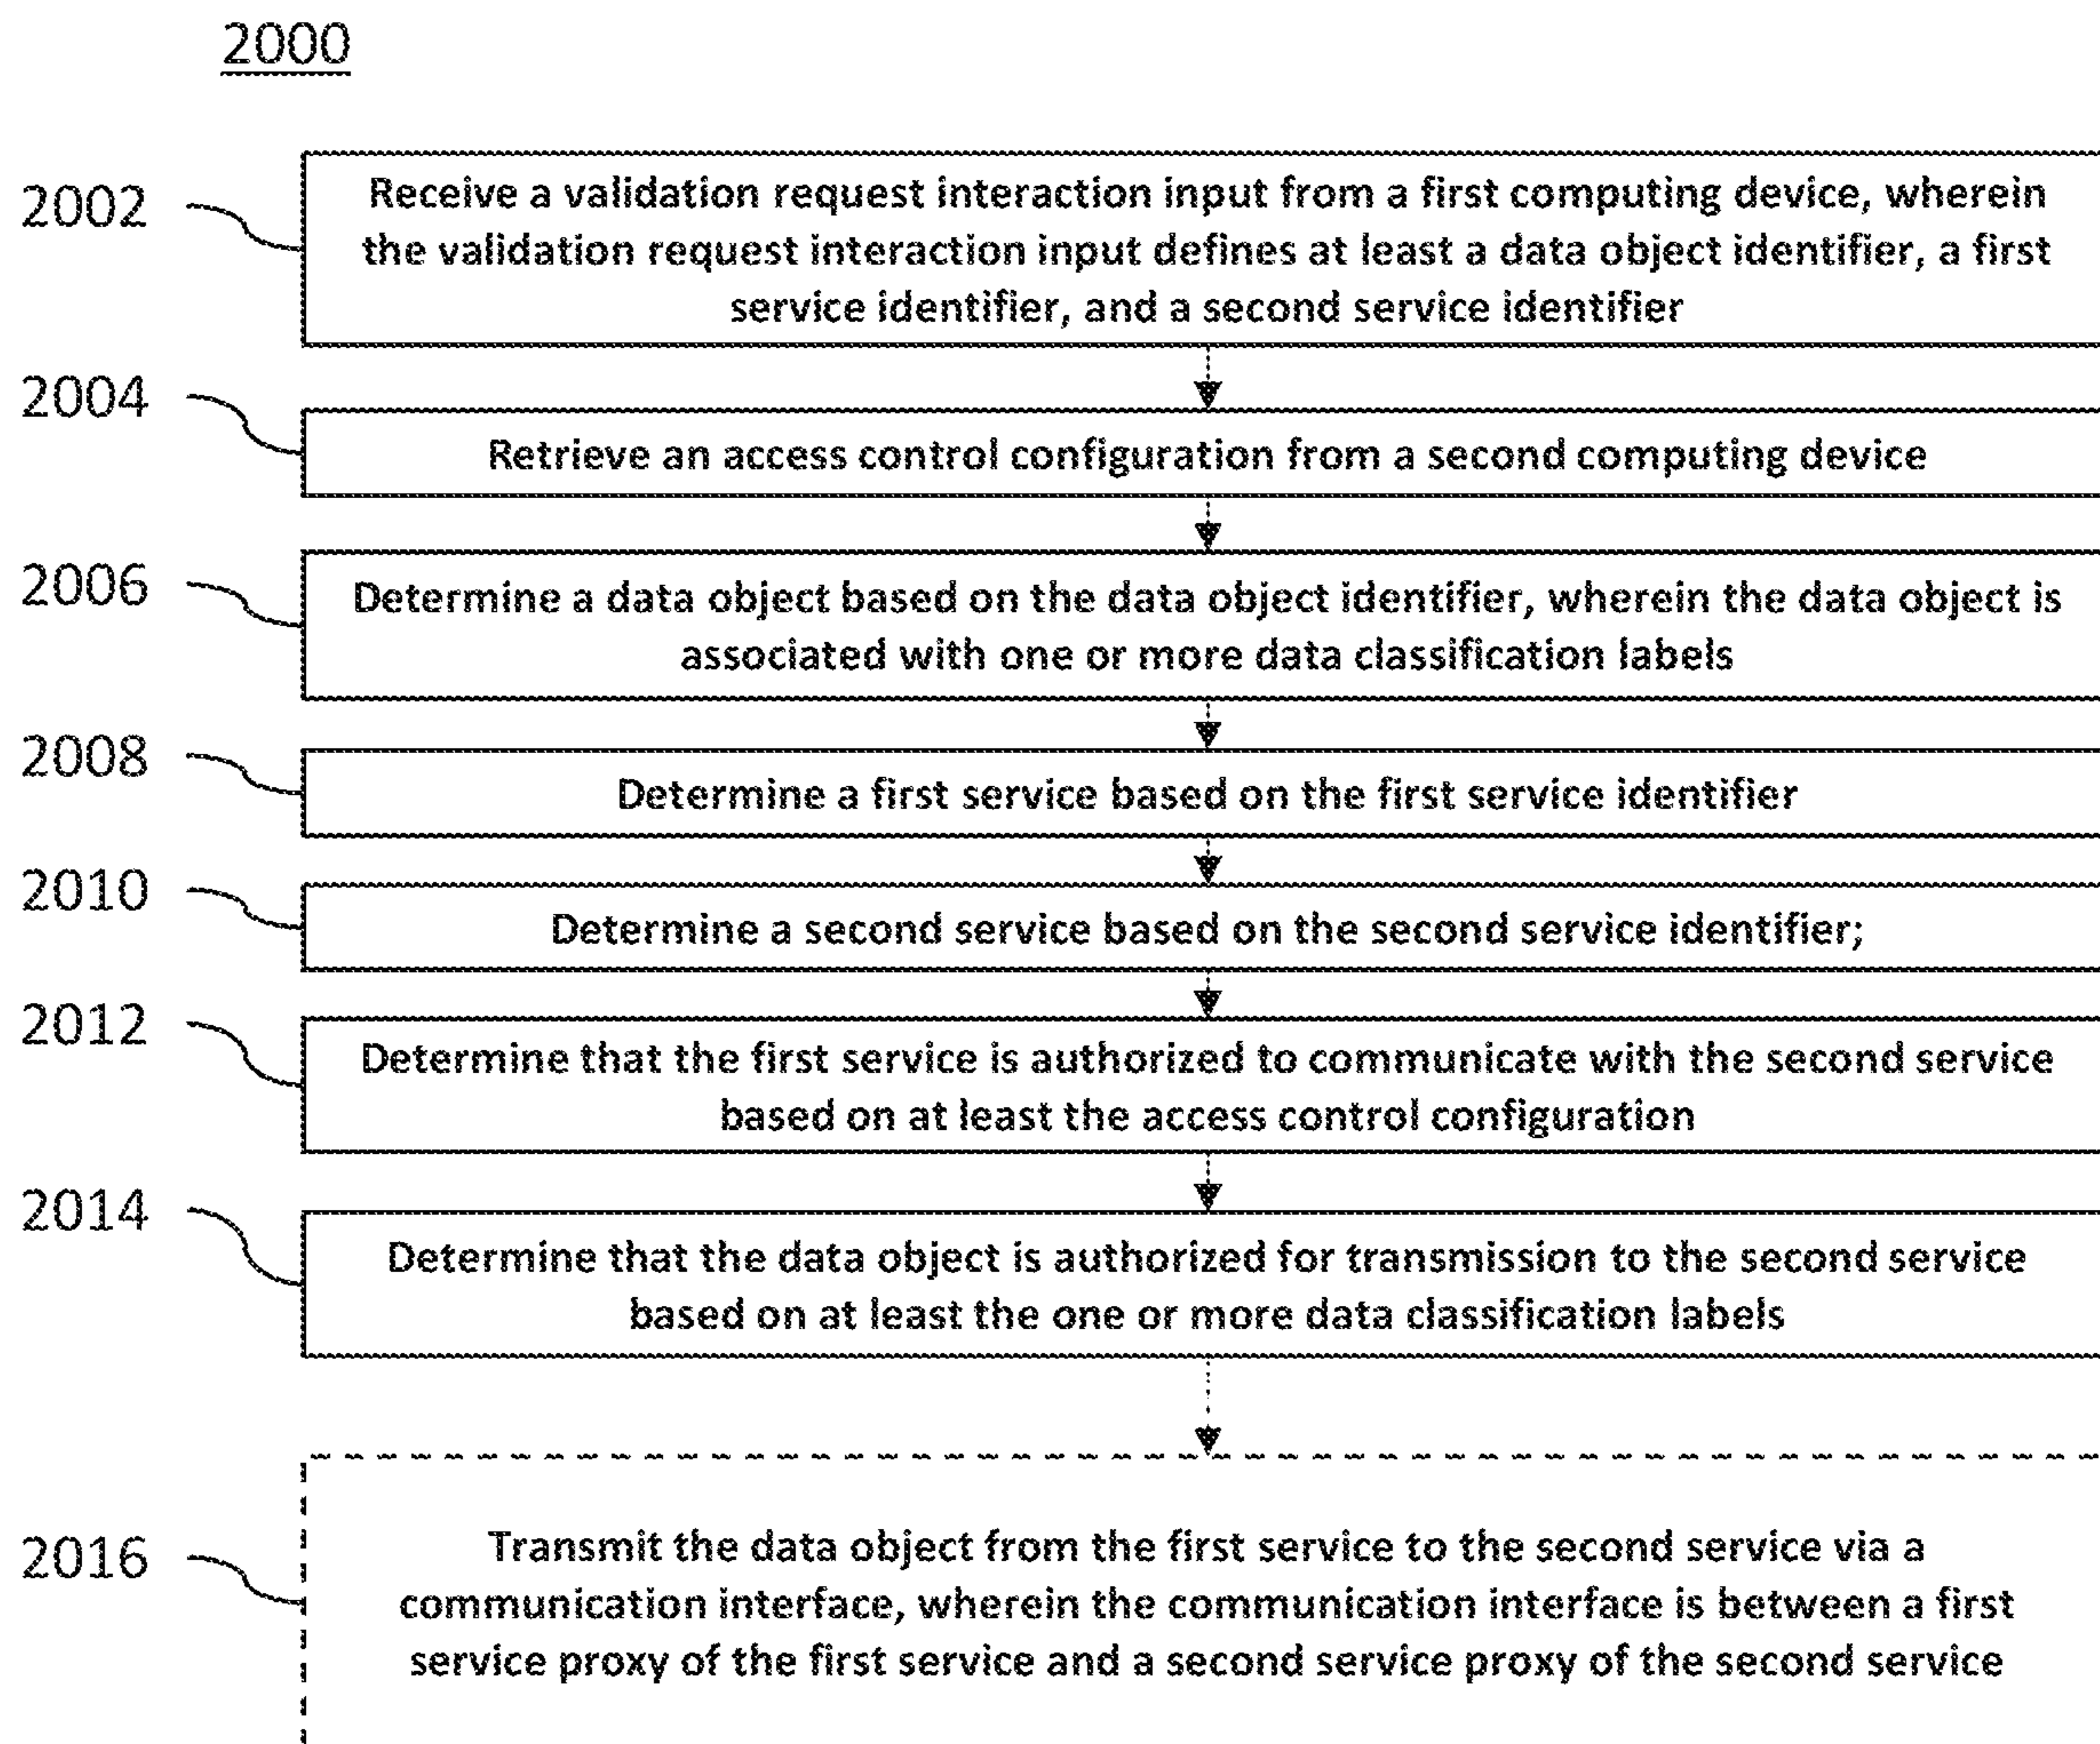 2000
2002
Receive a validation request interaction input from a first computing device, wherein
the validation request interaction input defines at least a data object identifier, a first
service identifier, and a second service identifier
2004
Retrieve an access control configuration from a second computing device
2006
Determine a data object based on the data object identifier, wherein the data object is
associated with one or more data classification labels
2008
Determine a first service based on the first service identifier
2010
Determine a second service based on the second service identifier;
2012
Determine that the first service is authorized to communicate with the second service
based on at least the access control configuration
2014
Determine that the data object is authorized for transmission to the second service
based on at least the one or more data classification labels
2016
Transmit the data object from the first service to the second service via a
communication interface, wherein the communication interface is between a first
service proxy of the first service and a second service proxy of the second service